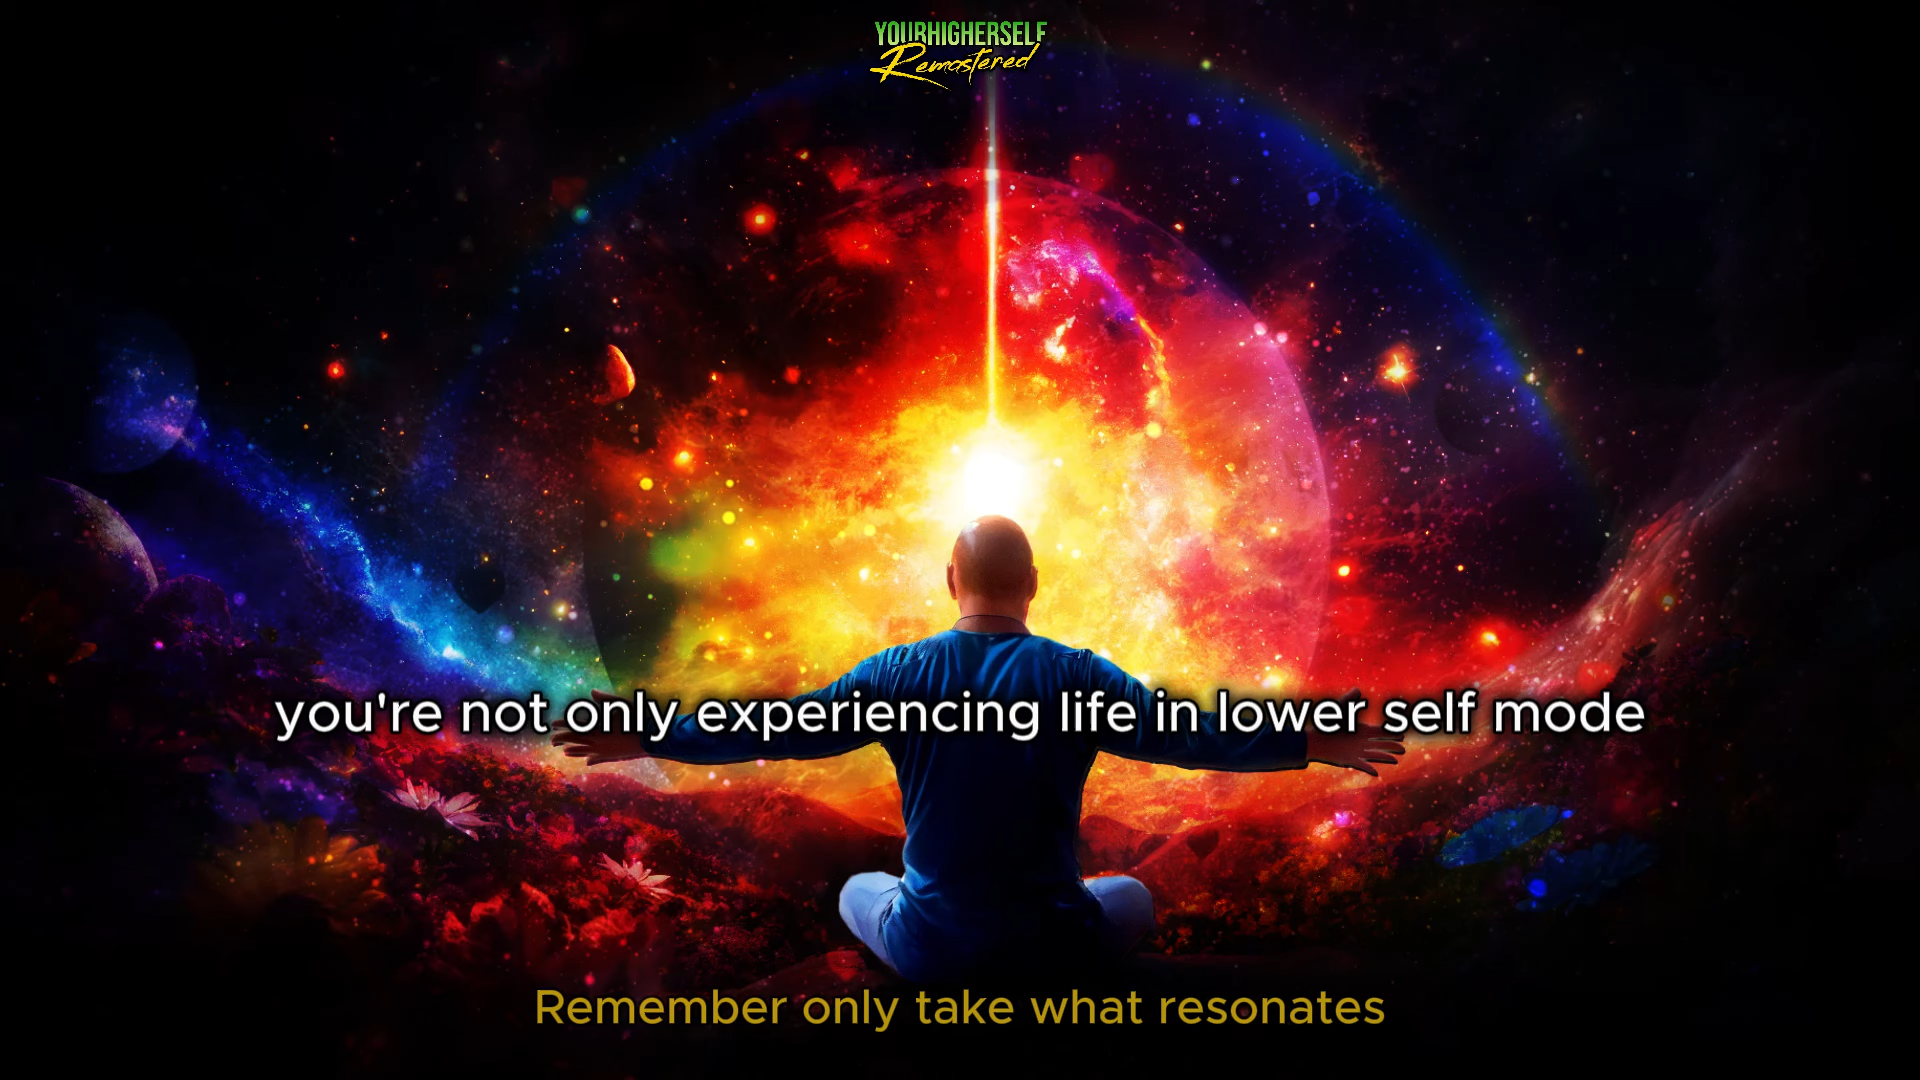 YOURHIGHERSELF
Remastered
you're not only experiencing life in lower self mode
Remember only take what resonates